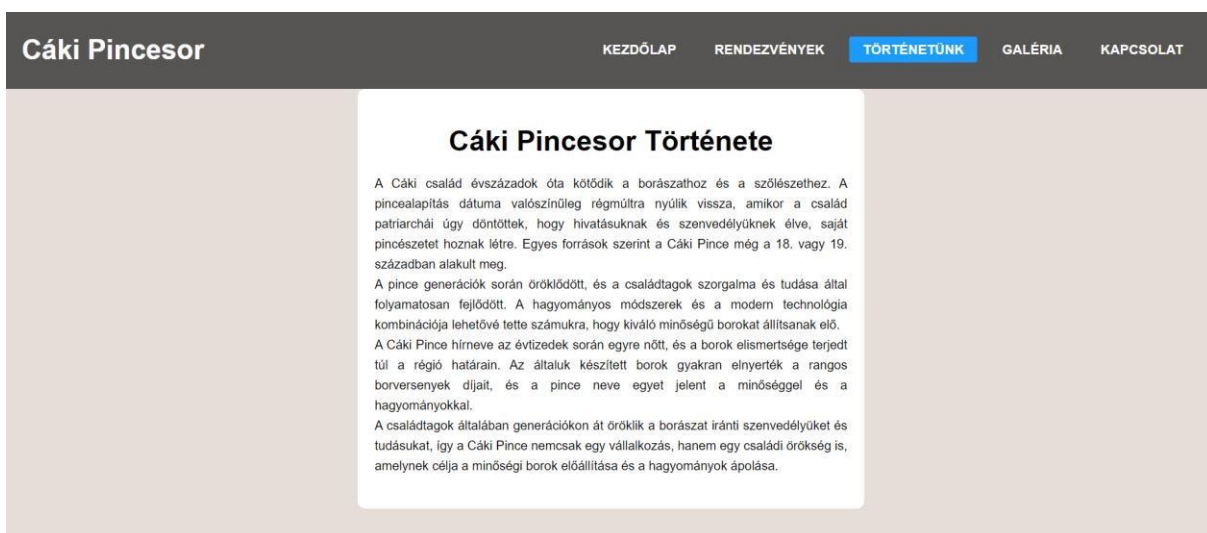 Cáki Pincesor
KEZDŐLAP RENDEZVÉNYEK TÖRTÉNETÜNK GALÉRIA KAPCSOLAT
Cáki Pincesor Története
A Cáki család évszázadok óta kötődik a borászathoz és a szőlészethez. A
pincealapítás dátuma valószínűleg régmúltra nyúlik vissza, amikor a család
patriarchái úgy döntöttek, hogy hivatásuknak és szenvedélyüknek élve, saját
pincészetet hoznak létre. Egyes források szerint a Cáki Pince még a 18. vagy 19.
században alakult meg.
A pince generációk során öröklődött, és a családtagok szorgalma és tudása által
folyamatosan fejlődött. A hagyományos módszerek és a modern technológia
kombinációja lehetővé tette számukra, hogy kiváló minőségű borokat állítsanak elő.
A Cáki Pince hírneve az évtizedek során egyre nőtt, és a borok elismertsége terjedt
túl a régió határain. Az általuk készített borok gyakran elnyerték a rangos
borversenyek díjait, és a pince neve egyet jelent a minőséggel és a
hagyományokkal.
A családtagok általában generációkon át öröklik a borászat iránti szenvedélyüket és
tudásukat, így a Cáki Pince nemcsak egy vállalkozás, hanem egy családi örökség is,
amelynek célja a minőségi borok előállítása és a hagyományok ápolása.